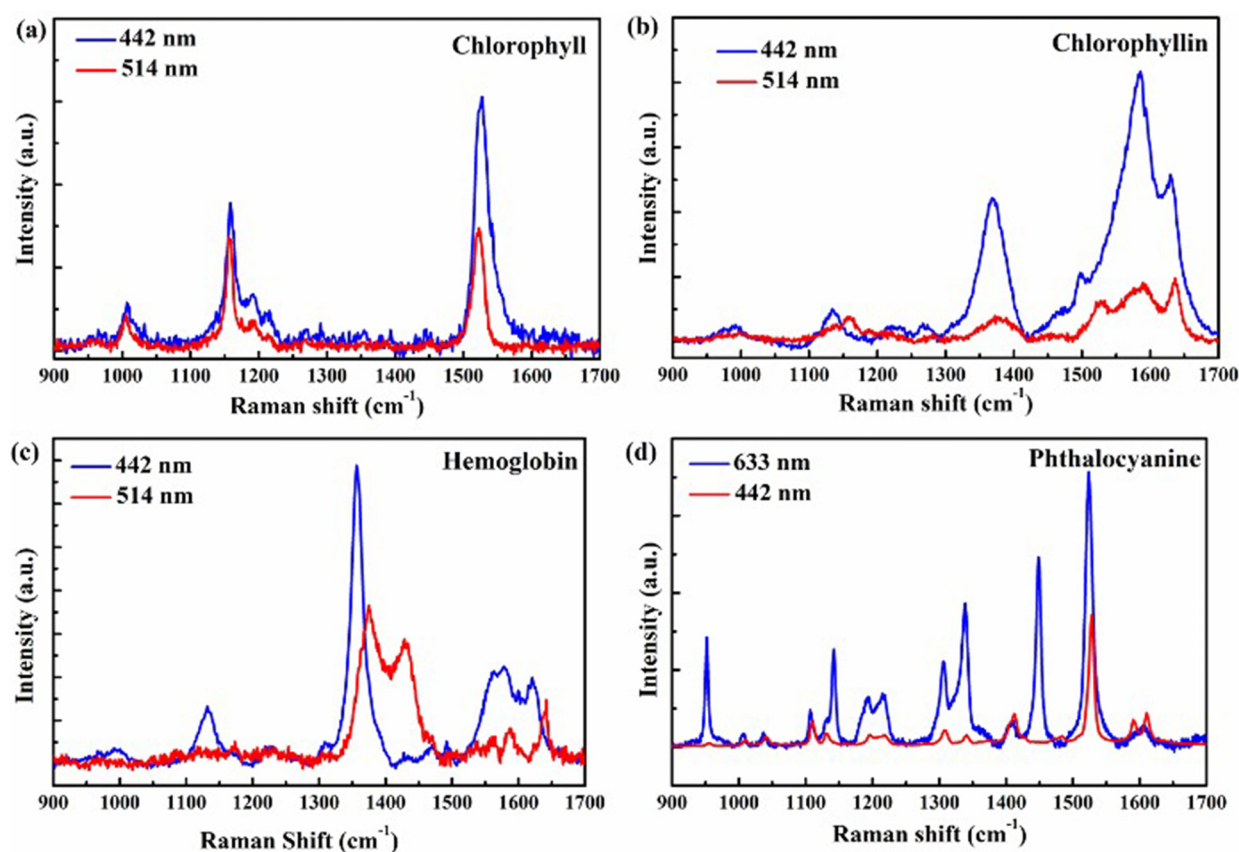 (a)
442 nm
514 nm
Chlorophyll
Intensity (a.u.)
900 1000 1100 1200 1300 1400 1500 1600 1700
Raman shift (cm-1)
(b)
442 nm
514 nm
Chlorophyllin
Intensity (a.u.)
900 1000 1100 1200 1300 1400 1500 1600 1700
Raman shift (cm-1)
(c)
442 nm
514 nm
Hemoglobin
Intensity (a.u.)
900 1000 1100 1200 1300 1400 1500 1600 1700
Raman Shift (cm-1)
(d)
633 nm
442 nm
Phthalocyanine
Intensity (a.u.)
900 1000 1100 1200 1300 1400 1500 1600 1700
Raman shift (cm-1)